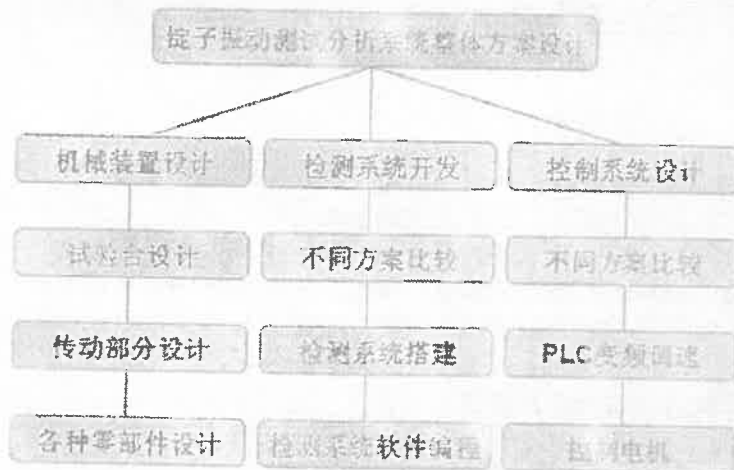 锭子振动测试分析系统整体方案设计
机械装置设计
检测系统开发
控制系统设计
试验台设计
不同方案比较
不同方案比较
传动部分设计
检测系统搭建
PLC变频调速
各种零部件设计
检测系统软件编程
控制电机